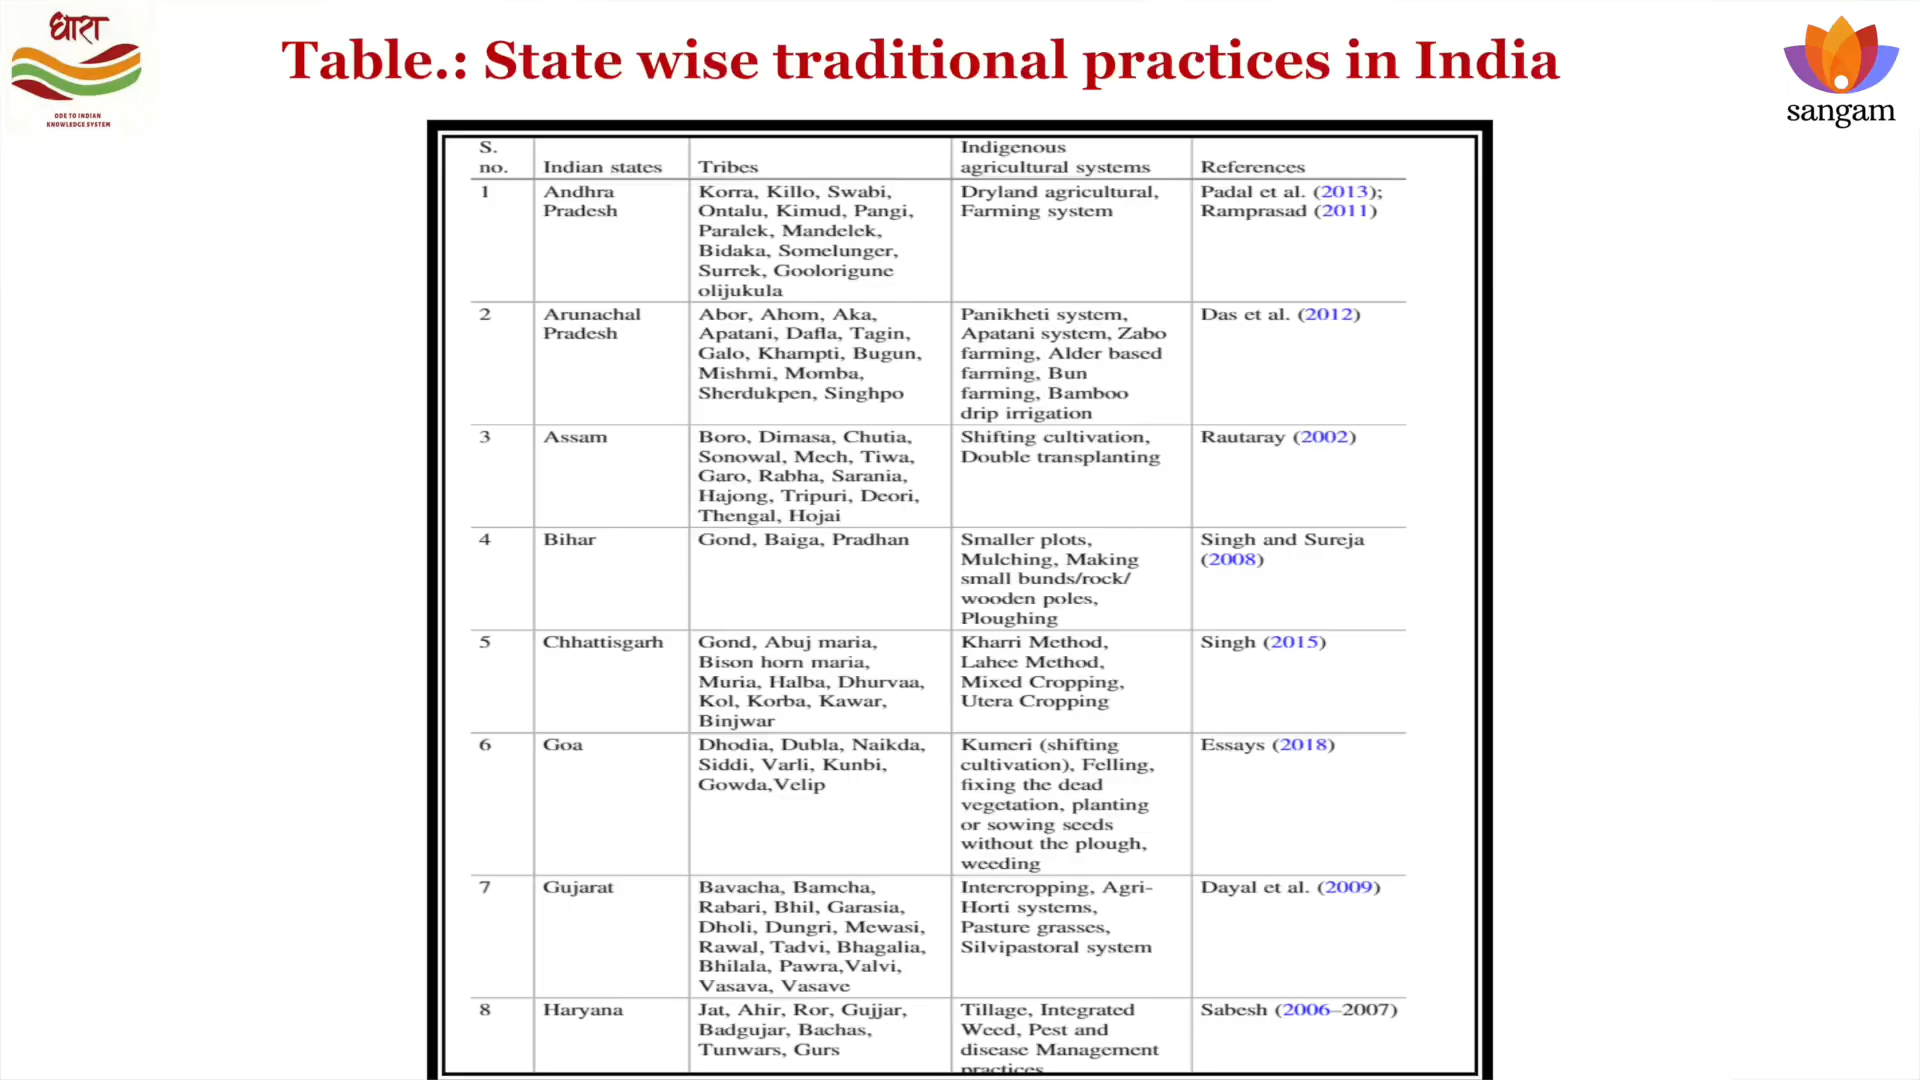 धारा
ODE TO INDIAN
KNOWLEDGE SYSTEM
Table.: State wise traditional practices in India
sangam
S. no. Indian states Tribes Indigenous agricultural systems References
1 Andhra Pradesh
Korra, Killo, Swabi,
Ontalu, Kimud, Pangi,
Paralek, Mandelek,
Bidaka, Somelunger,
Surrek, Goolorigune
olijukula
Dryland agricultural,
Farming system
Padal et al. (2013);
Ramprasad (2011)
2 Arunachal Pradesh
Abor, Ahom, Aka,
Apatani, Dafla, Tagin,
Galo, Khampti, Bugun,
Mishmi, Momba,
Sherdukpen, Singhpo
Panikheti system,
Apatani system, Zabo
farming, Alder based
farming, Bun
farming, Bamboo
drip irrigation
Das et al. (2012)
3 Assam
Boro, Dimasa, Chutia,
Sonowal, Mech, Tiwa,
Garo, Rabha, Sarania,
Hajong, Tripuri, Deori,
Thengal, Hojai
Shifting cultivation,
Double transplanting
Rautaray (2002)
4 Bihar
Gond, Baiga, Pradhan
Smaller plots,
Mulching, Making
small bunds/rock/
wooden poles,
Ploughing
Singh and Sureja
(2008)
5 Chhattisgarh
Gond, Abuj maria,
Bison horn maria,
Muria, Halba, Dhurvaa,
Kol, Korba, Kawar,
Binjwar
Kharri Method,
Lahee Method,
Mixed Cropping,
Utera Cropping
Singh (2015)
6 Goa
Dhodia, Dubla, Naikda,
Siddi, Varli, Kunbi,
Gowda,Velip
Kumeri (shifting
cultivation), Felling,
fixing the dead
vegetation, planting
or sowing seeds
without the plough,
weeding
Essays (2018)
7 Gujarat
Bavacha, Bamcha,
Rabari, Bhil, Garasia,
Dholi, Dungri, Mewasi,
Rawal, Tadvi, Bhagalia,
Bhilala, Pawra,Valvi,
Vasava, Vasave
Intercropping, Agri-
Horti systems,
Pasture grasses,
Silvipastoral system
Dayal et al. (2009)
8 Haryana
Jat, Ahir, Ror, Gujjar,
Badgujar, Bachas,
Tunwars, Gurs
Tillage, Integrated
Weed, Pest and
disease Management
practices
Sabesh (2006–2007)